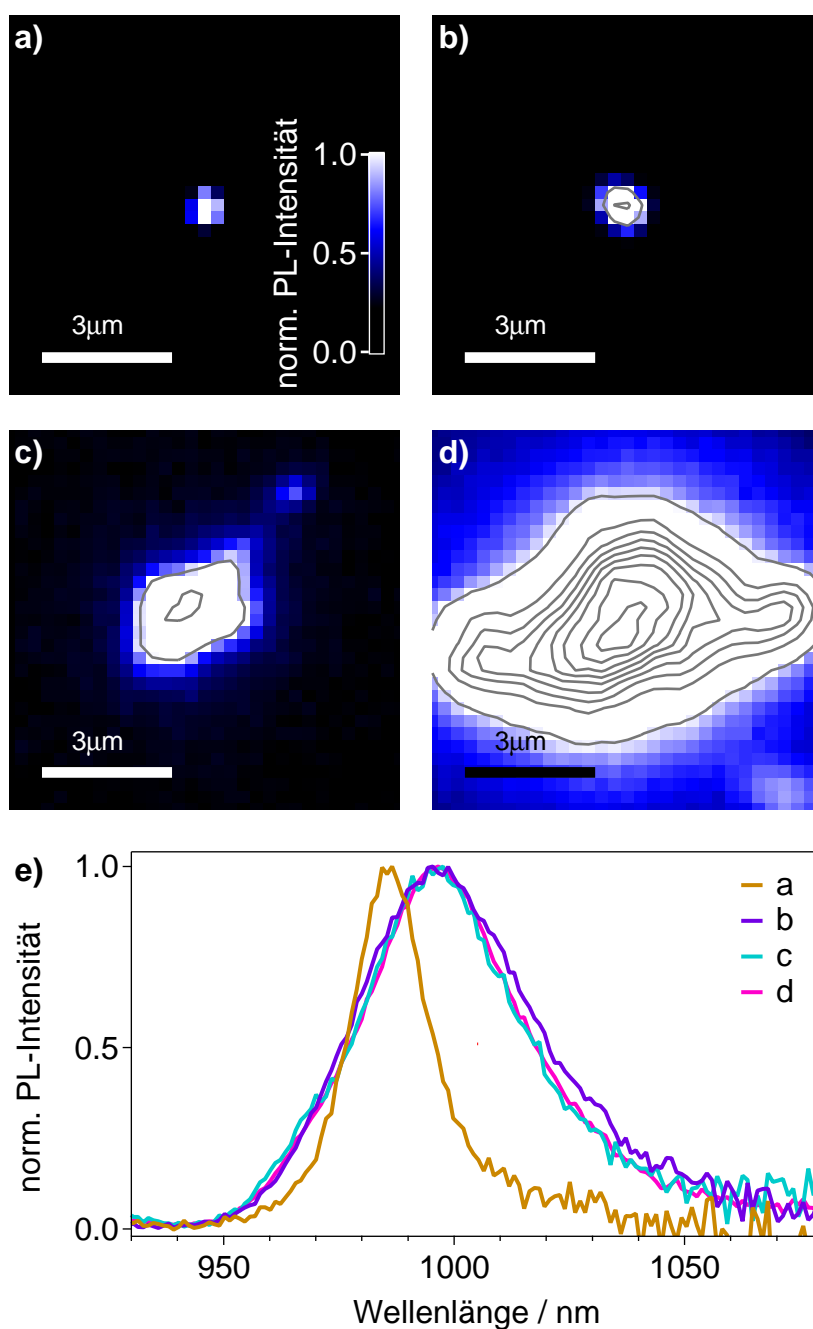 a)
norm. PL-Intensität
1.0
0.5
0.0
3μm
b)
3μm
c)
3μm
d)
3μm
e)
norm. PL-Intensität
1.0
0.5
0.0
a
b
c
d
950
1000
1050
Wellenlänge / nm